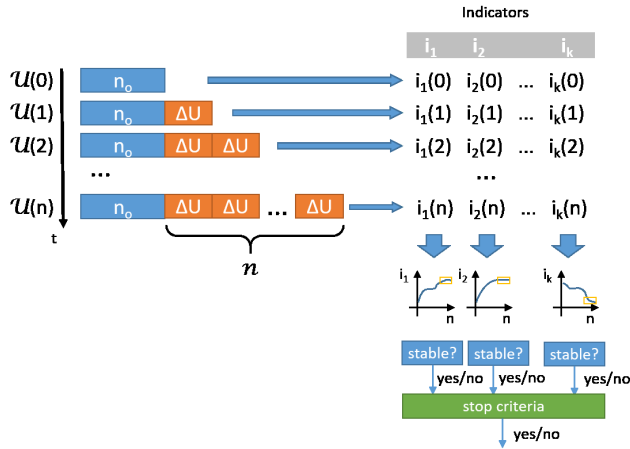 Indicators
i1 i2 ik
𝒰(0) no i1(0) i2(0) ... ik(0)
𝒰(1) no ΔU i1(1) i2(1) ... ik(1)
𝒰(2) no ΔU ΔU i1(2) i2(2) ... ik(2)
... ...
𝒰(n) no ΔU ΔU ... ΔU i1(n) i2(n) ... ik(n)
t
n
i1 i2 ik
n n n
stable? stable? stable?
yes/no yes/no yes/no
stop criteria
yes/no